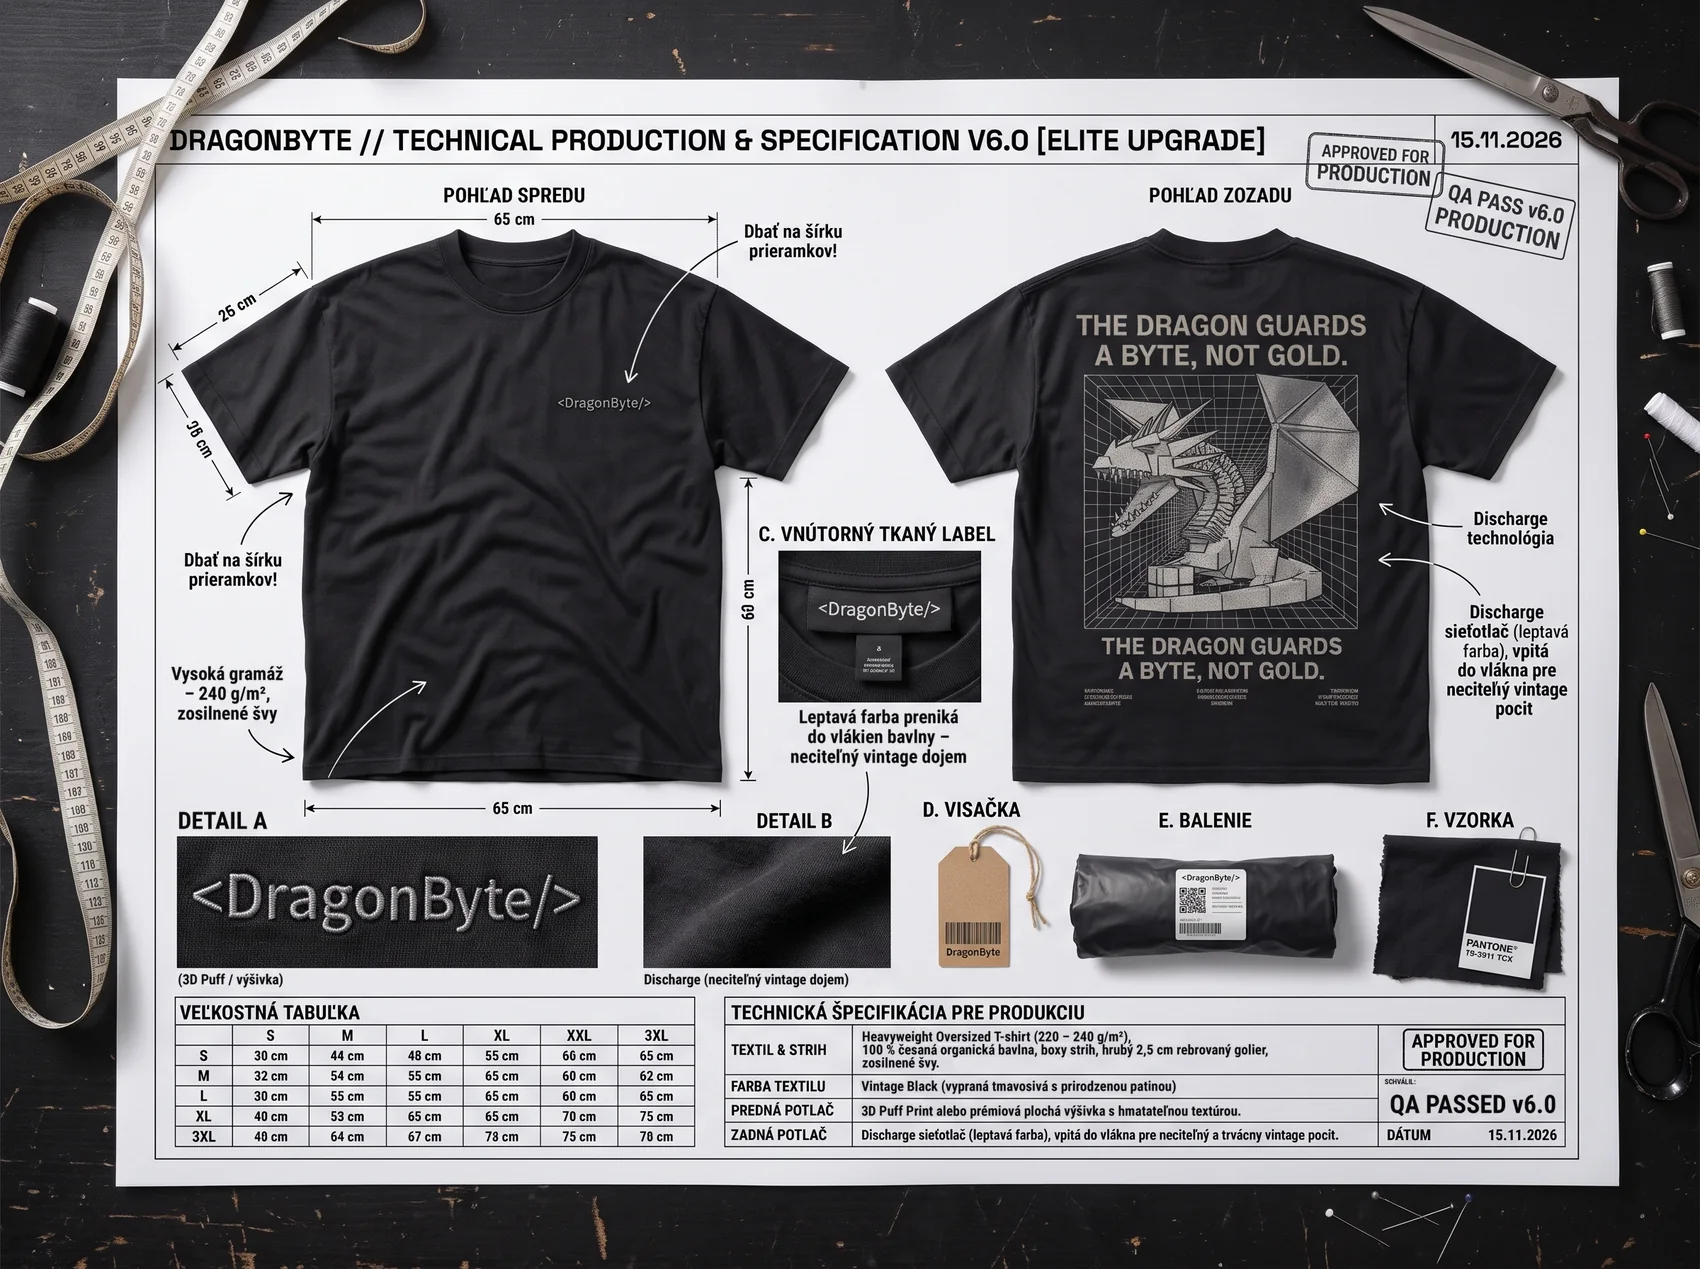 DRAGONBYTE // TECHNICAL PRODUCTION & SPECIFICATION V6.0 [ELITE UPGRADE]
15.11.2026
APPROVED FOR
PRODUCTION
QA PASS v6.0
PRODUCTION
POHĽAD SPREDU
65 cm
25 cm
cm
Dbať na šírku
prieramkov!
<DragonByte/>
Dbať na šírku
prieramkov!
Vysoká gramáž
– 240 g/m²,
zosilnené švy
60 cm
65 cm
C. VNÚTORNÝ TKANÝ LABEL
<DragonByte/>
Leptavá farba preniká
do vlákien bavlny –
neciteľný vintage dojem
POHĽAD ZOZADU
THE DRAGON GUARDS
A BYTE, NOT GOLD.
THE DRAGON GUARDS
A BYTE, NOT GOLD.
Discharge
technológia
Discharge
sieťotlač (leptavá
farba), vpitá
do vlákna pre
neciteľný vintage
pocit
DETAIL A
<DragonByte/>
(3D Puff / výšivka)
DETAIL B
Discharge (neciteľný vintage dojem)
D. VISAČKA
DragonByte
E. BALENIE
<DragonByte/>
F. VZORKA
PANTONE®
19-3911 TCX
VEĽKOSTNÁ TABUĽKA
S M L XL XXL 3XL
S 30 cm 44 cm 48 cm 55 cm 66 cm 65 cm
M 32 cm 54 cm 55 cm 65 cm 60 cm 62 cm
L 30 cm 55 cm 55 cm 65 cm 60 cm 65 cm
XL 40 cm 53 cm 65 cm 65 cm 70 cm 75 cm
3XL 40 cm 64 cm 67 cm 78 cm 75 cm 78 cm
TECHNICKÁ ŠPECIFIKÁCIA PRE PRODUKCIU
TEXTIL & STRIH
Heavyweight Oversized T-shirt (220 – 240 g/m²),
100 % česaná organická bavlna, boxy strih, hrubý 2,5 cm rebrovaný golier,
zosilnené švy.
FARBA TEXTILU
Vintage Black (vypraná tmavosivá s prirodzenou patinou)
PREDNÁ POTLAČ
3D Puff Print alebo prémiová plochá výšivka s hmatateľnou textúrou.
ZADNÁ POTLAČ
Discharge sieťotlač (leptavá farba), vpitá do vlákna pre neciteľný a trvácny vintage pocit.
APPROVED FOR
PRODUCTION
SCHVÁLIL:
QA PASSED v6.0
DÁTUM 15.11.2026